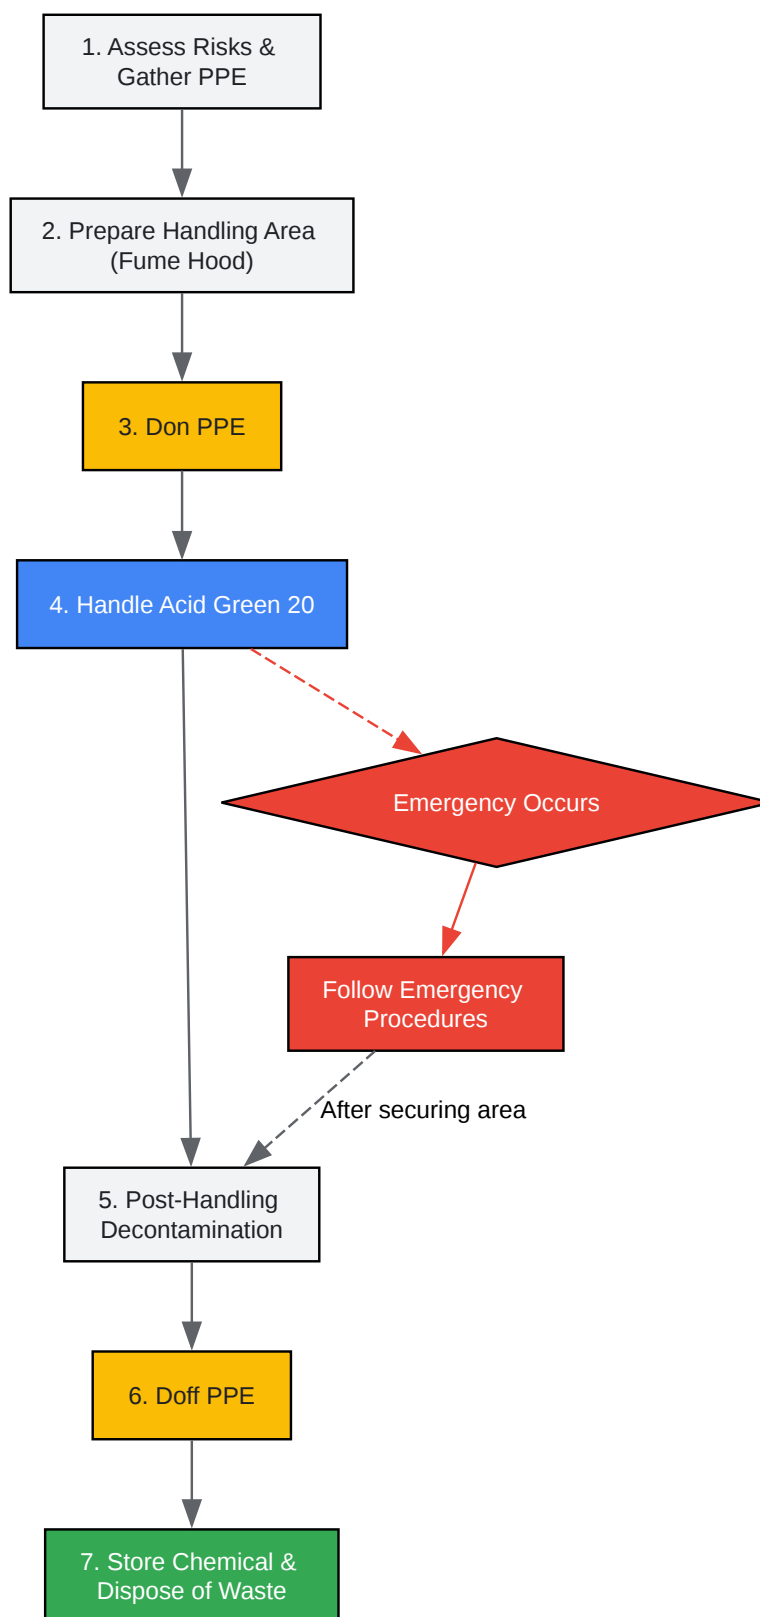 1. Assess Risks &
Gather PPE
2. Prepare Handling Area
(Fume Hood)
3. Don PPE
4. Handle Acid Green 20
Emergency Occurs
Follow Emergency
Procedures
After securing area
5. Post-Handling
Decontamination
6. Doff PPE
7. Store Chemical &
Dispose of Waste